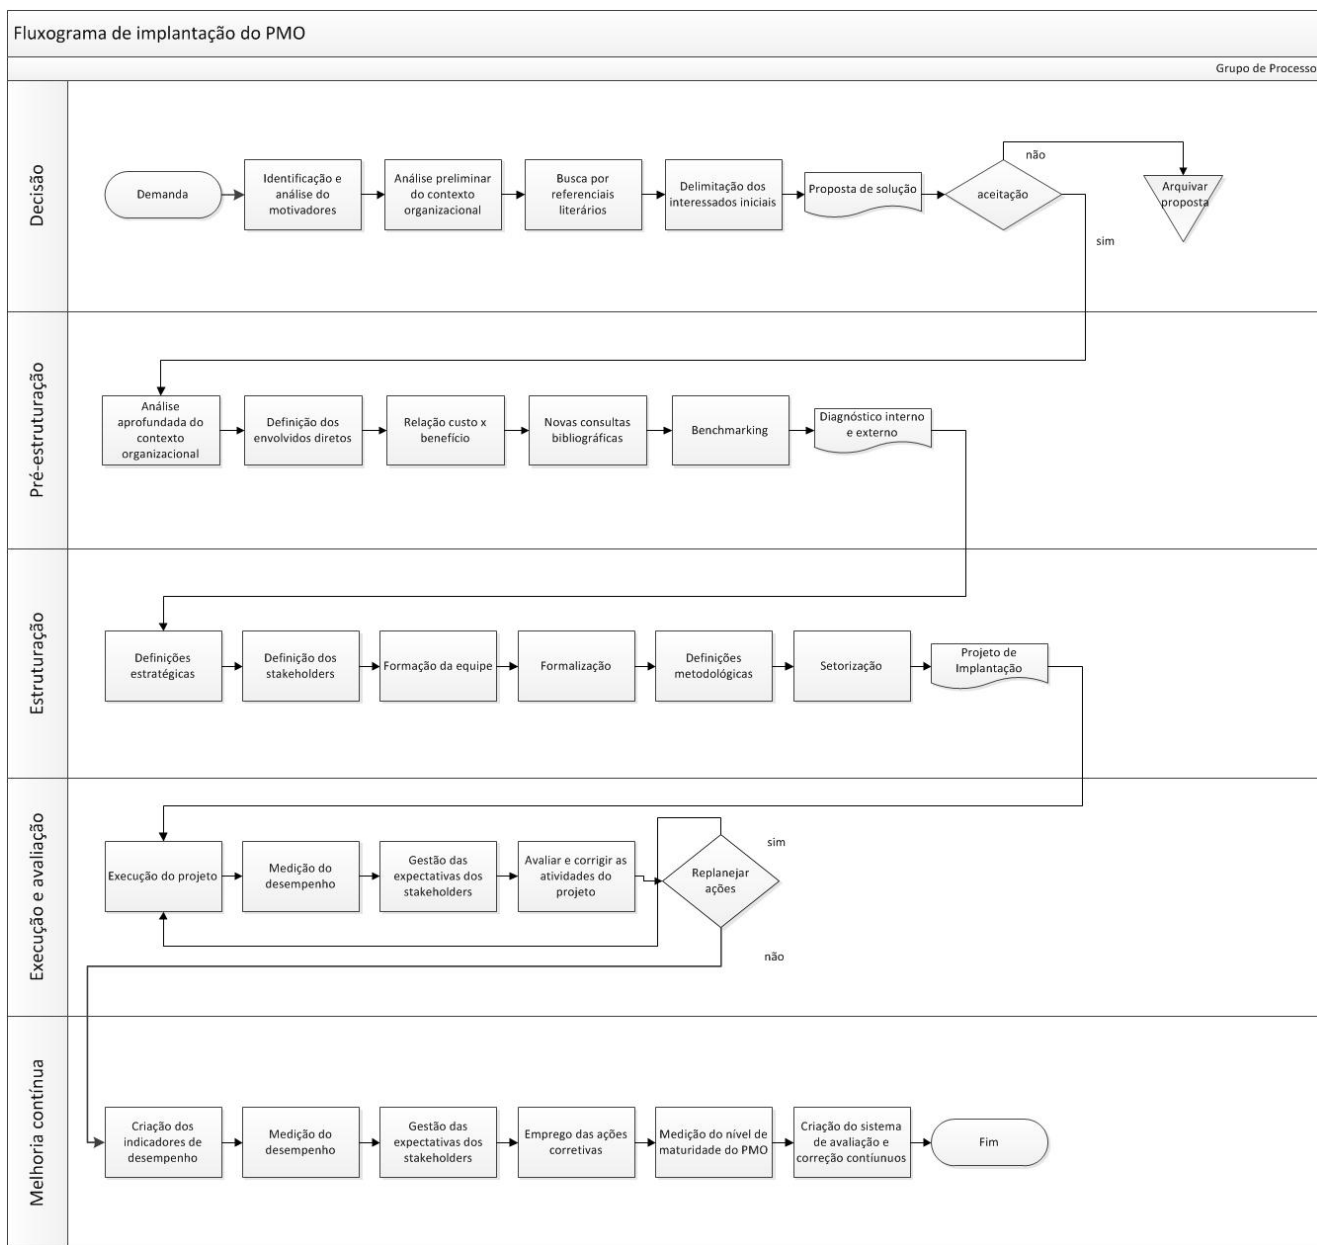 Fluxograma de implantação do PMO
Grupo de Processo
Decisão
Demanda
Identificação e
análise do
motivadores
Análise preliminar
do contexto
organizacional
Busca por
referenciais
literários
Delimitação dos
interessados iniciais
Proposta de solução
aceitação
não
sim
Arquivar
proposta
Pré-estruturação
Análise
aprofundada do
contexto
organizacional
Definição dos
envolvidos diretos
Relação custo x
benefício
Novas consultas
bibliográficas
Benchmarking
Diagnóstico interno
e externo
Estruturação
Definições
estratégicas
Definição dos
stakeholders
Formação da equipe
Formalização
Definições
metodológicas
Setorização
Projeto de
Implantação
Execução e avaliação
Execução do projeto
Medição do
desempenho
Gestão das
expectativas dos
stakeholders
Avaliar e corrigir as
atividades do
projeto
Replanejar
ações
sim
não
Melhoria contínua
Criação dos
indicadores de
desempenho
Medição do
desempenho
Gestão das
expectativas dos
stakeholders
Emprego das ações
corretivas
Medição do nível de
maturidade do PMO
Criação do sistema
de avaliação e
correção contíunuos
Fim